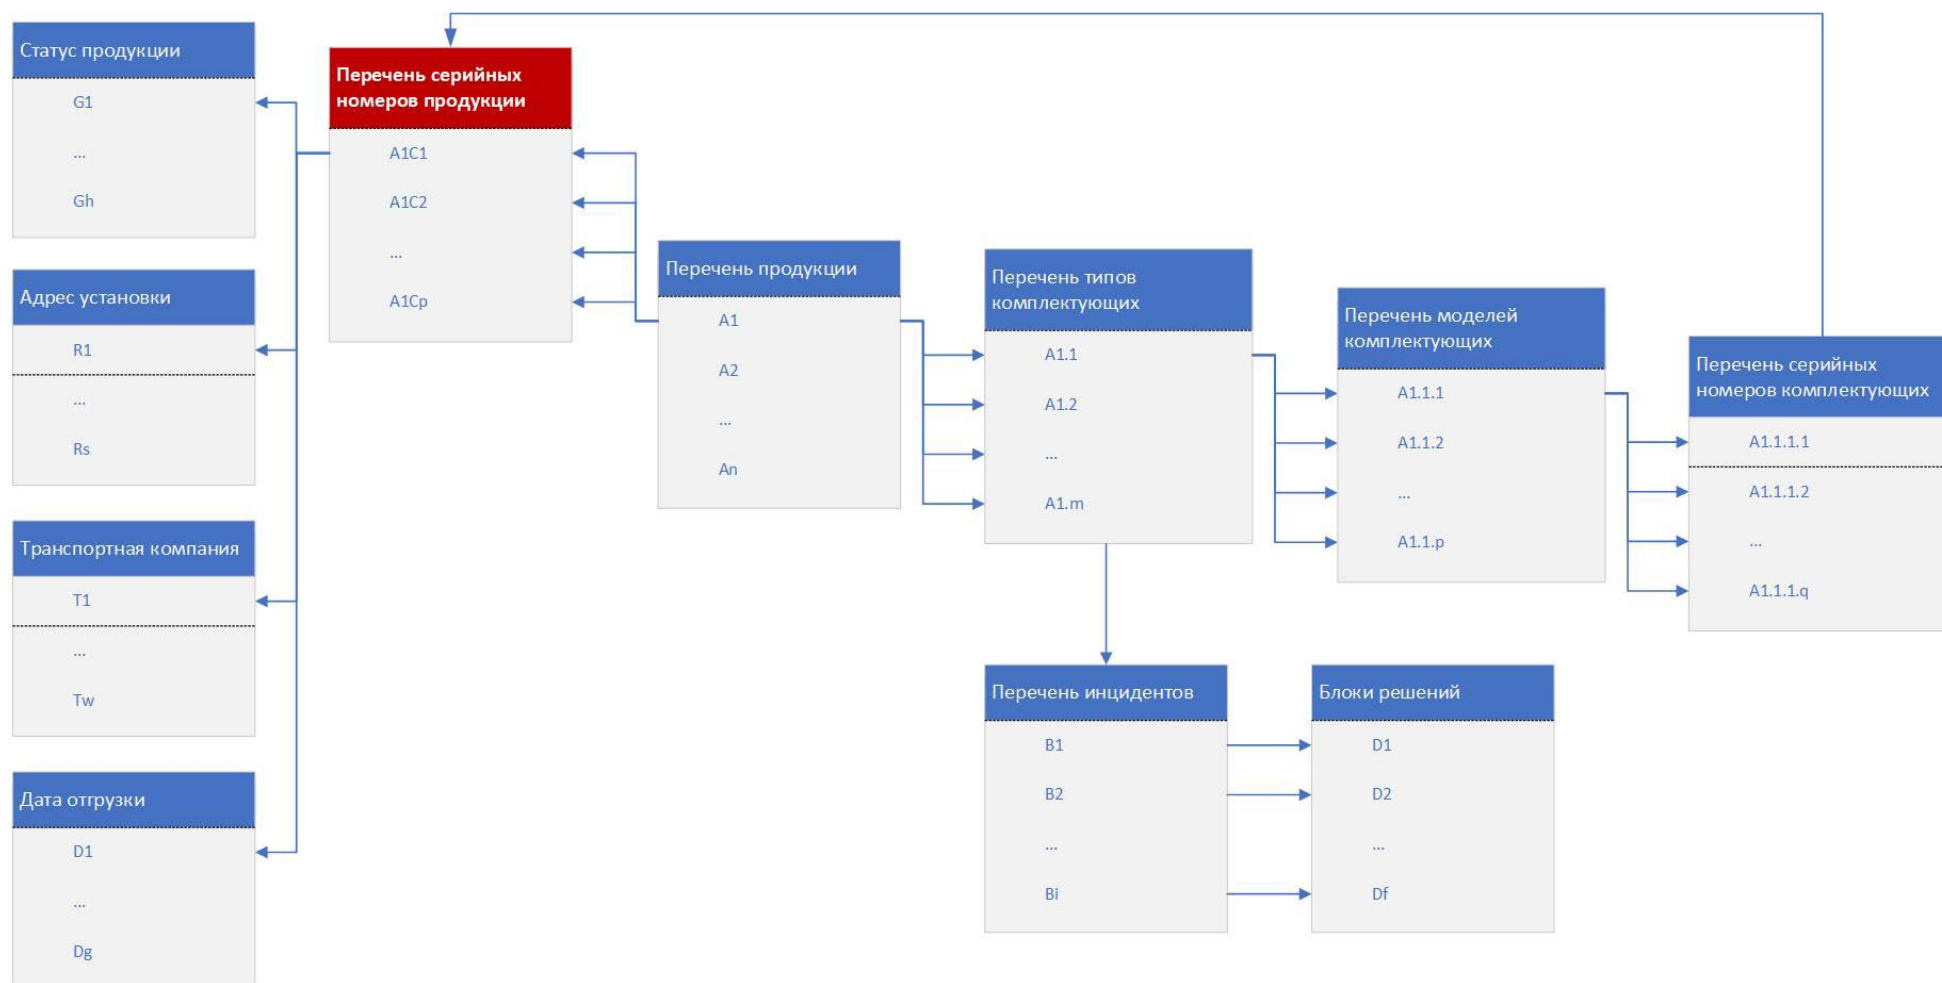 Статус продукции
G1
...
Gh
Адрес установки
R1
...
Rs
Транспортная компания
T1
...
Tw
Дата отгрузки
D1
...
Dg
Перечень серийных
номеров продукции
A1C1
A1C2
...
A1Cp
Перечень продукции
A1
A2
...
An
Перечень типов
комплектующих
A1.1
A1.2
...
A1.m
Перечень моделей
комплектующих
A1.1.1
A1.1.2
...
A1.1.p
Перечень серийных
номеров комплектующих
A1.1.1.1
A1.1.1.2
...
A1.1.1.q
Перечень инцидентов
B1
B2
...
Bi
Блоки решений
D1
D2
...
Df